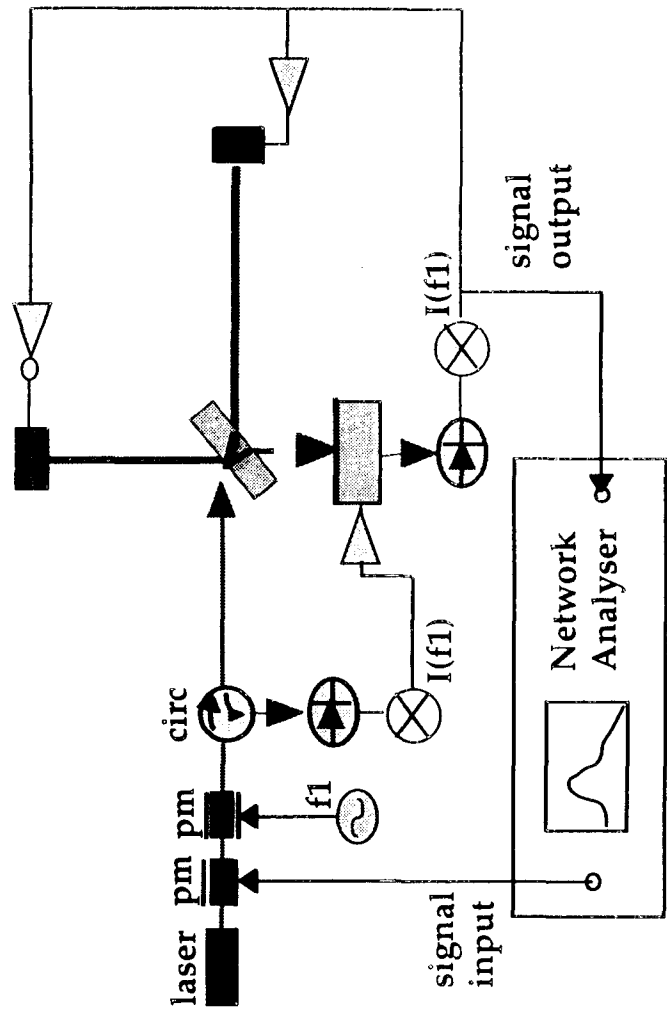 laser
pm
pm
circ
f1
I(f1)
I(f1)
signal
input
signal
output
Network
Analyser